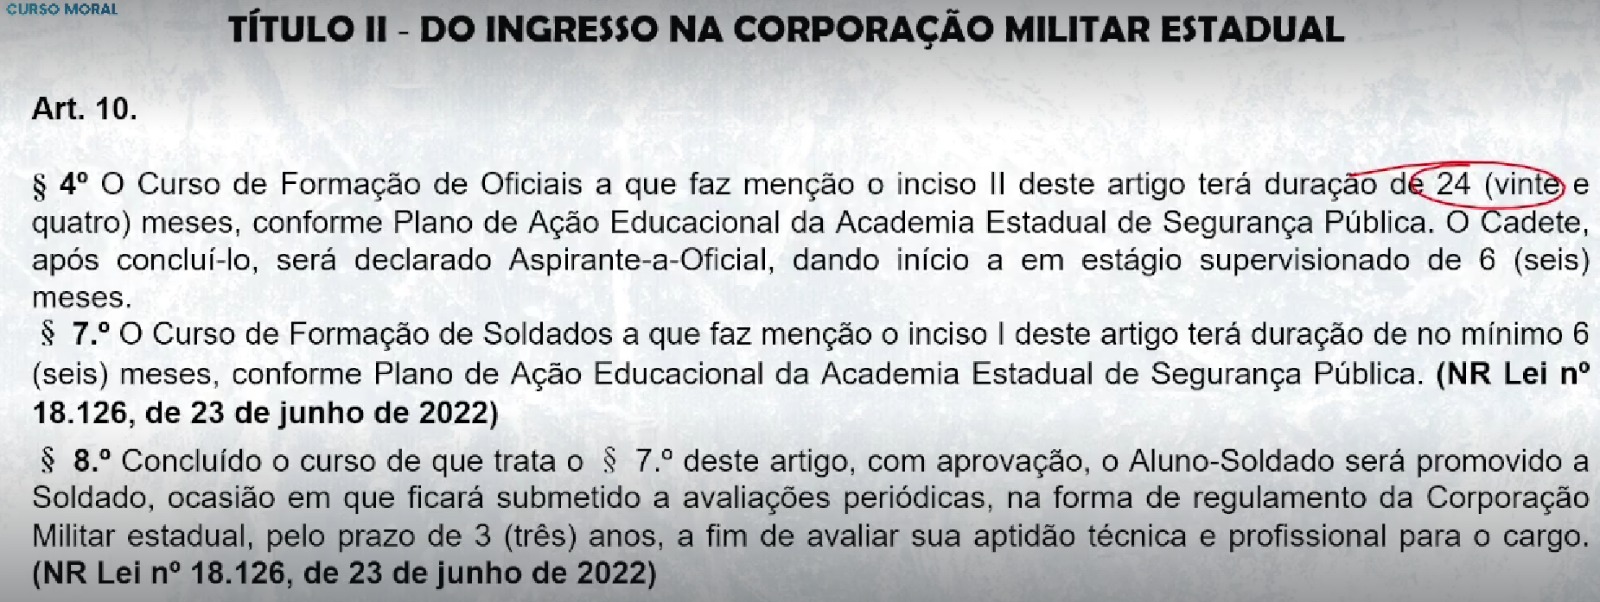 CURSO MORAL
TÍTULO II - DO INGRESSO NA CORPORAÇÃO MILITAR ESTADUAL
Art. 10.
§ 4º O Curso de Formação de Oficiais a que faz menção o inciso II deste artigo terá duração de 24 (vinte e
quatro) meses, conforme Plano de Ação Educacional da Academia Estadual de Segurança Pública. O Cadete,
após concluí-lo, será declarado Aspirante-a-Oficial, dando início a em estágio supervisionado de 6 (seis)
meses.
§ 7.º O Curso de Formação de Soldados a que faz menção o inciso I deste artigo terá duração de no mínimo 6
(seis) meses, conforme Plano de Ação Educacional da Academia Estadual de Segurança Pública. (NR Lei nº
18.126, de 23 de junho de 2022)
§ 8.º Concluído o curso de que trata o § 7.º deste artigo, com aprovação, o Aluno-Soldado será promovido a
Soldado, ocasião em que ficará submetido a avaliações periódicas, na forma de regulamento da Corporação
Militar estadual, pelo prazo de 3 (três) anos, a fim de avaliar sua aptidão técnica e profissional para o cargo.
(NR Lei nº 18.126, de 23 de junho de 2022)